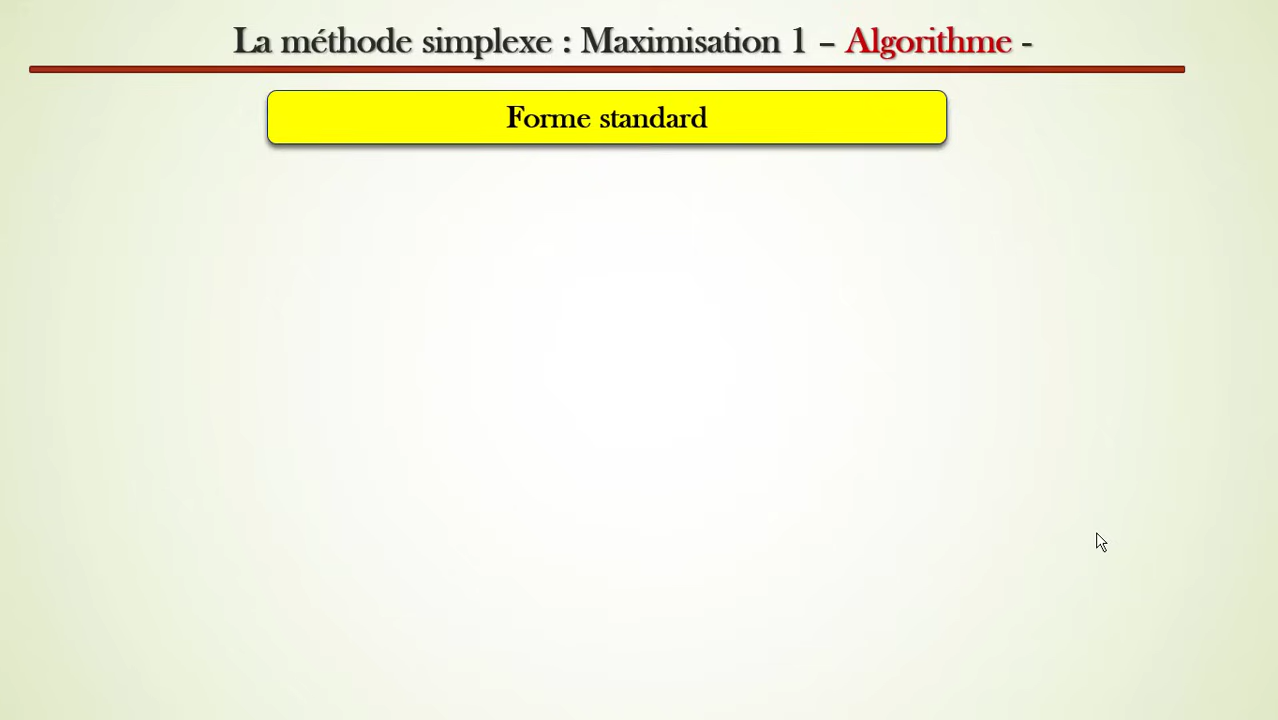 La méthode simplexe : Maximisation 1 – Algorithme -
Forme standard